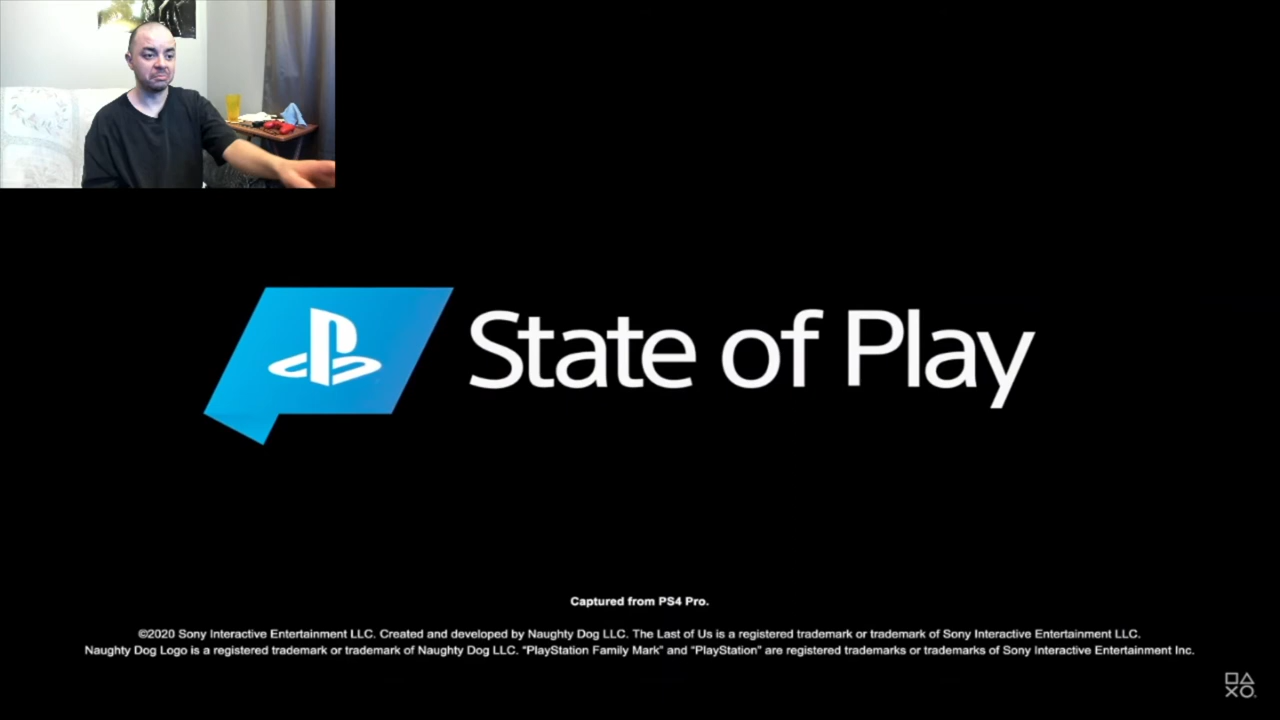 State of Play
Captured from PS4 Pro.
©2020 Sony Interactive Entertainment LLC. Created and developed by Naughty Dog LLC. The Last of Us is a registered trademark or trademark of Sony Interactive Entertainment LLC.
Naughty Dog Logo is a registered trademark or trademark of Naughty Dog LLC. “PlayStation Family Mark” and “PlayStation” are registered trademarks or trademarks of Sony Interactive Entertainment Inc.